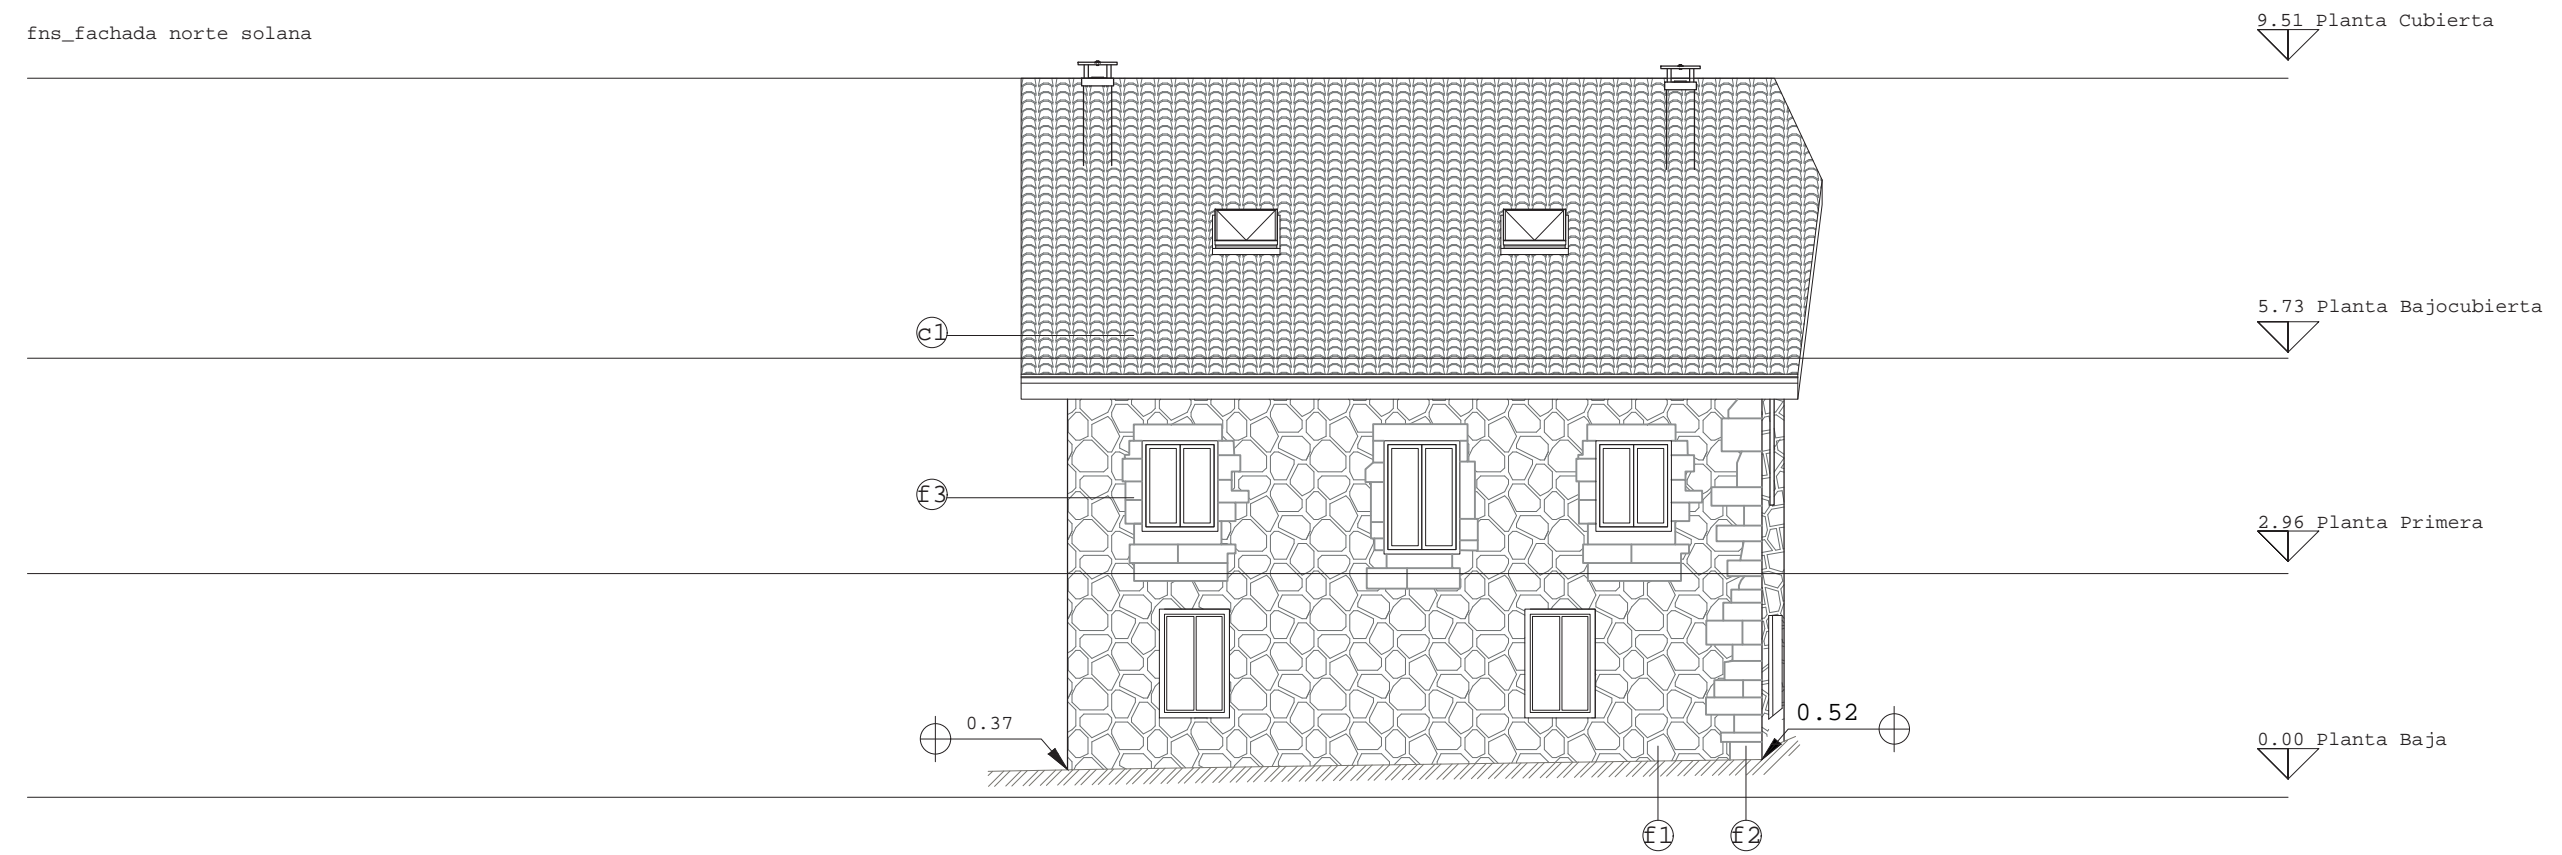 fns_fachada norte solana
9.51 Planta Cubierta
5.73 Planta Bajocubierta
c1
f3
2.96 Planta Primera
0.37
0.52
0.00 Planta Baja
f1
f2